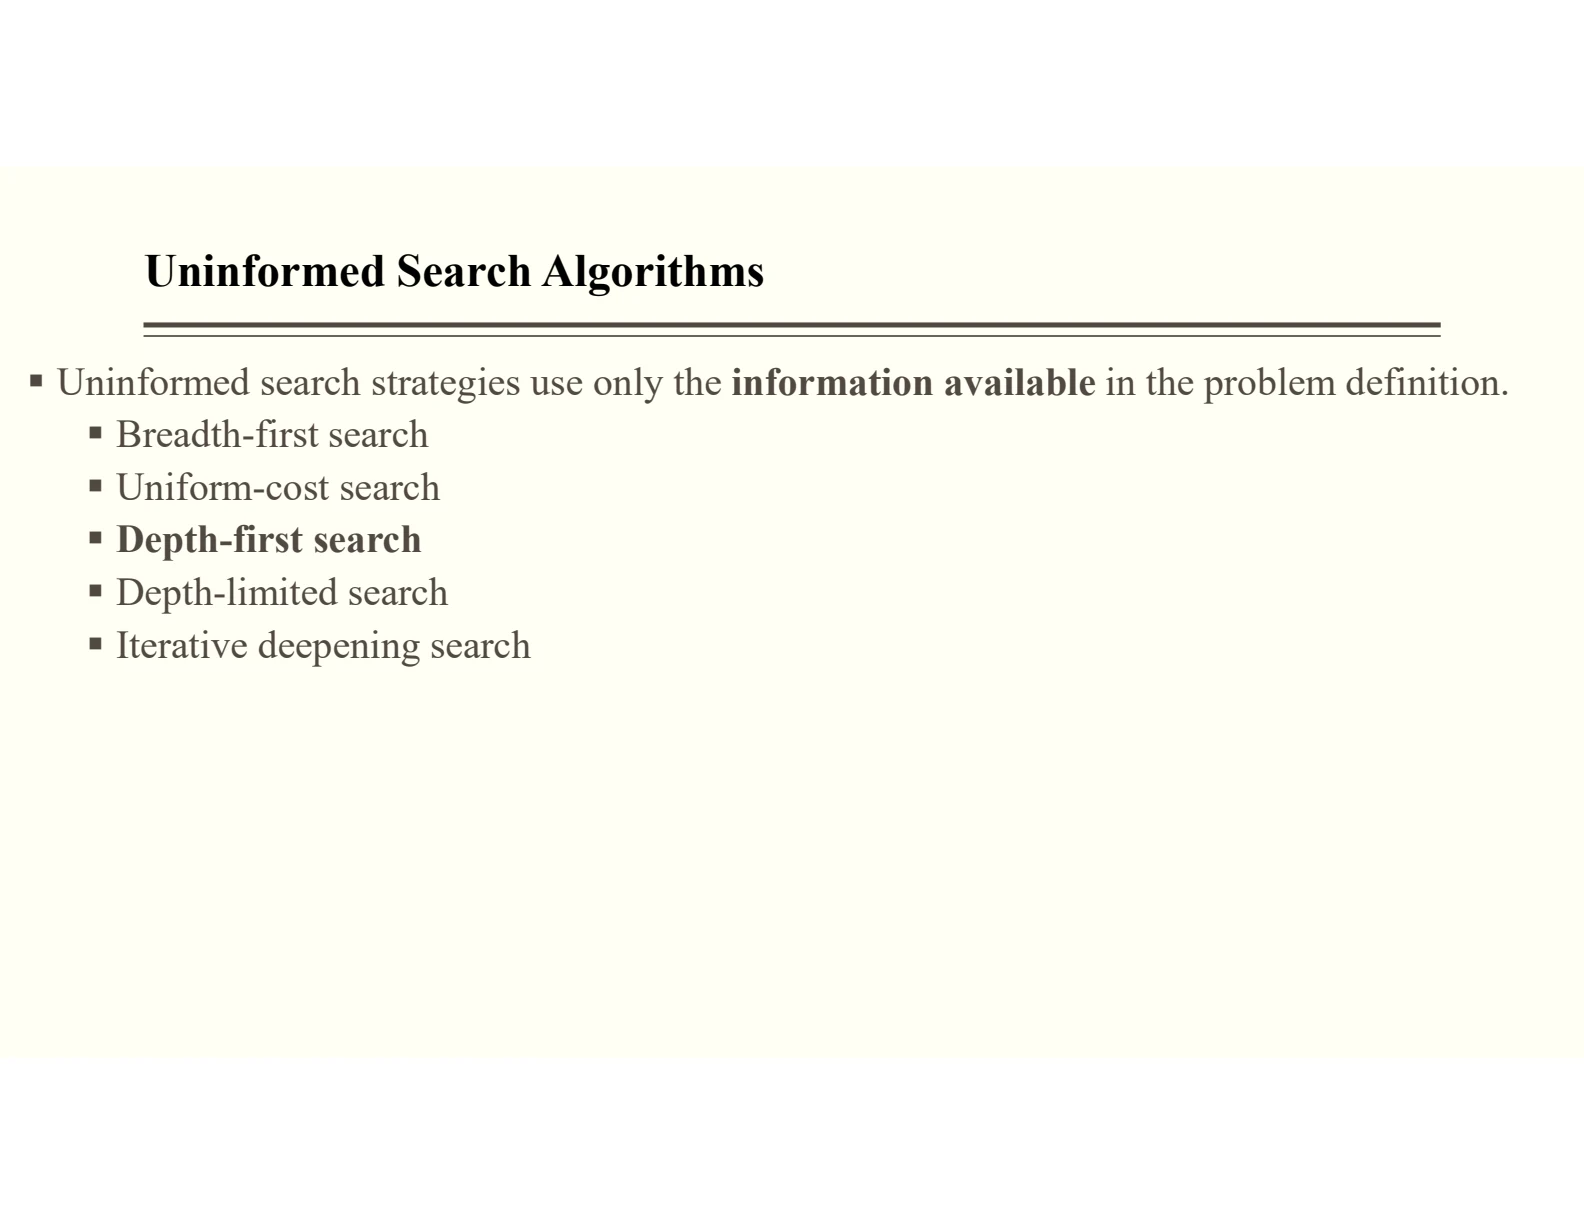 Uninformed Search Algorithms
▪ Uninformed search strategies use only the information available in the problem definition.
▪ Breadth-first search
▪ Uniform-cost search
▪ Depth-first search
▪ Depth-limited search
▪ Iterative deepening search